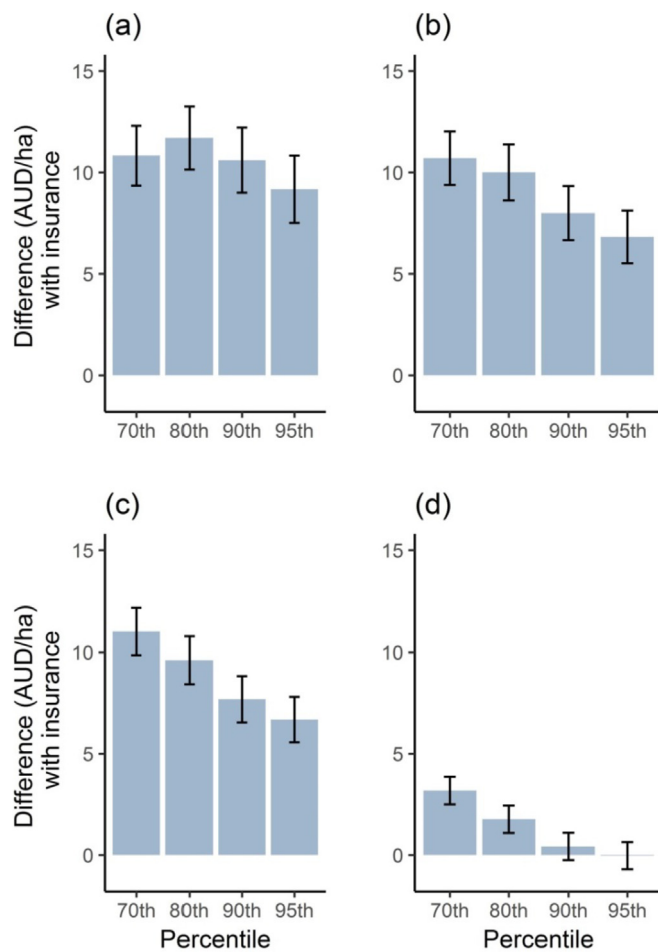 (a)
(b)
Difference (AUD/ha)
with insurance
15
10
5
0
15
10
5
0
70th 80th 90th 95th
70th 80th 90th 95th
(c)
(d)
Difference (AUD/ha)
with insurance
15
10
5
0
15
10
5
0
70th 80th 90th 95th
70th 80th 90th 95th
Percentile
Percentile